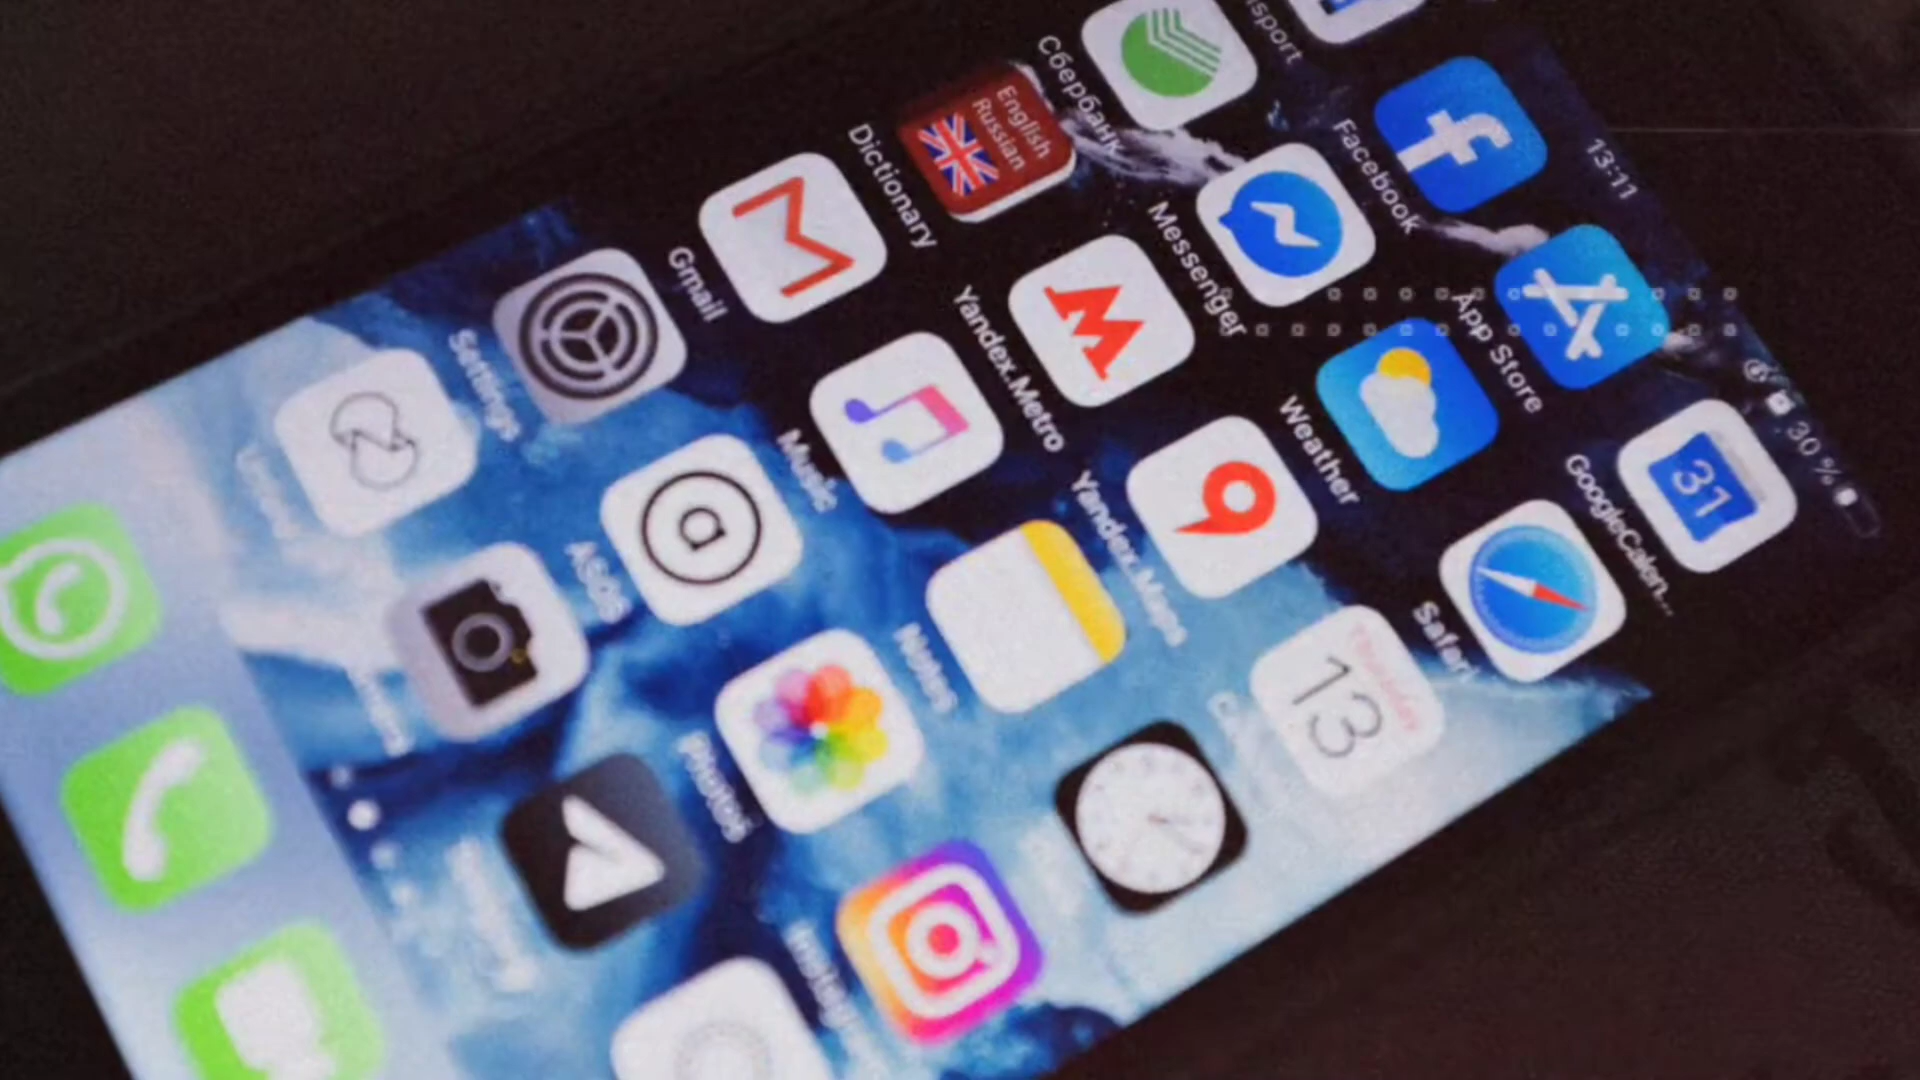 13:11
30 %
Facebook
App Store
GoogleCalen...
31
Сбербанк
Messenger
Weather
Safari
English
Russian
Dictionary
Yandex.Metro
Yandex.Maps
13
Gmail
Music
Notes
Settings
ASOS
a
Photos